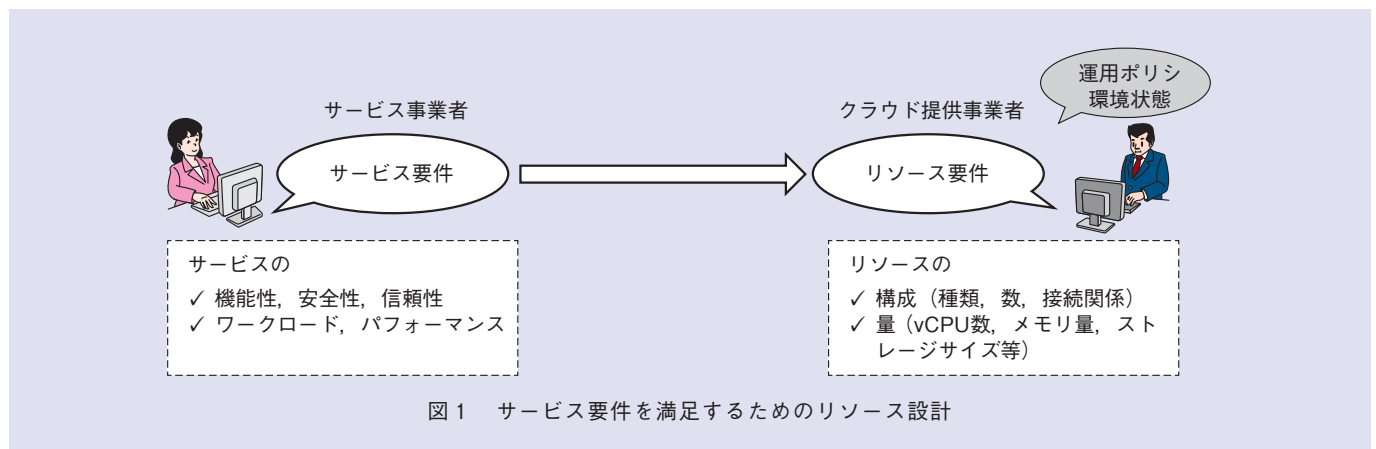 運用ポリシ
環境状態
サービス事業者
クラウド提供事業者
サービス要件
リソース要件
サービスの
✓ 機能性，安全性，信頼性
✓ ワークロード，パフォーマンス
リソースの
✓ 構成（種類，数，接続関係）
✓ 量（vCPU数，メモリ量，スト
レージサイズ等）
図1　サービス要件を満足するためのリソース設計